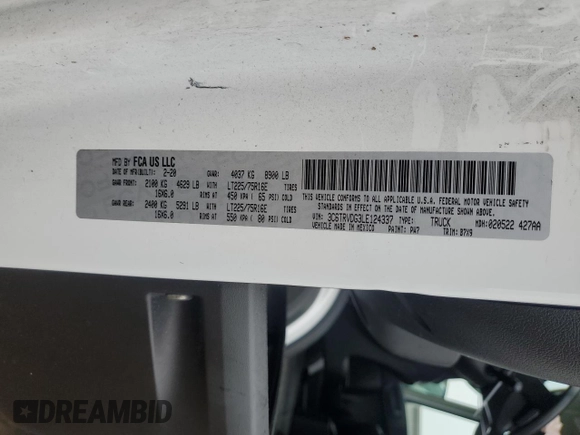 MFD BY FCA US LLC
DATE OF MFR(BUILT): 2-20 GVWR: 4037 KG 8900 LB
GAWR FRONT: 2100 KG 4629 LB WITH LT225/75R16E TIRES
16X6.0 RIMS AT 450 KPA ( 65 PSI) COLD
GAWR REAR: 2400 KG 5291 LB WITH LT225/75R16E TIRES
16X6.0 RIMS AT 550 KPA ( 80 PSI) COLD
THIS VEHICLE CONFORMS TO ALL APPLICABLE U.S.A. FEDERAL MOTOR VEHICLE SAFETY
STANDARDS IN EFFECT ON THE DATE OF MANUFACTURE SHOWN ABOVE.
VIN: 3C6TRVDG3LE124337 TYPE: TRUCK MDH: 020522 427AA
VEHICLE MADE IN MEXICO PAINT: PW7 TRIM: B7X9
DREAMBID